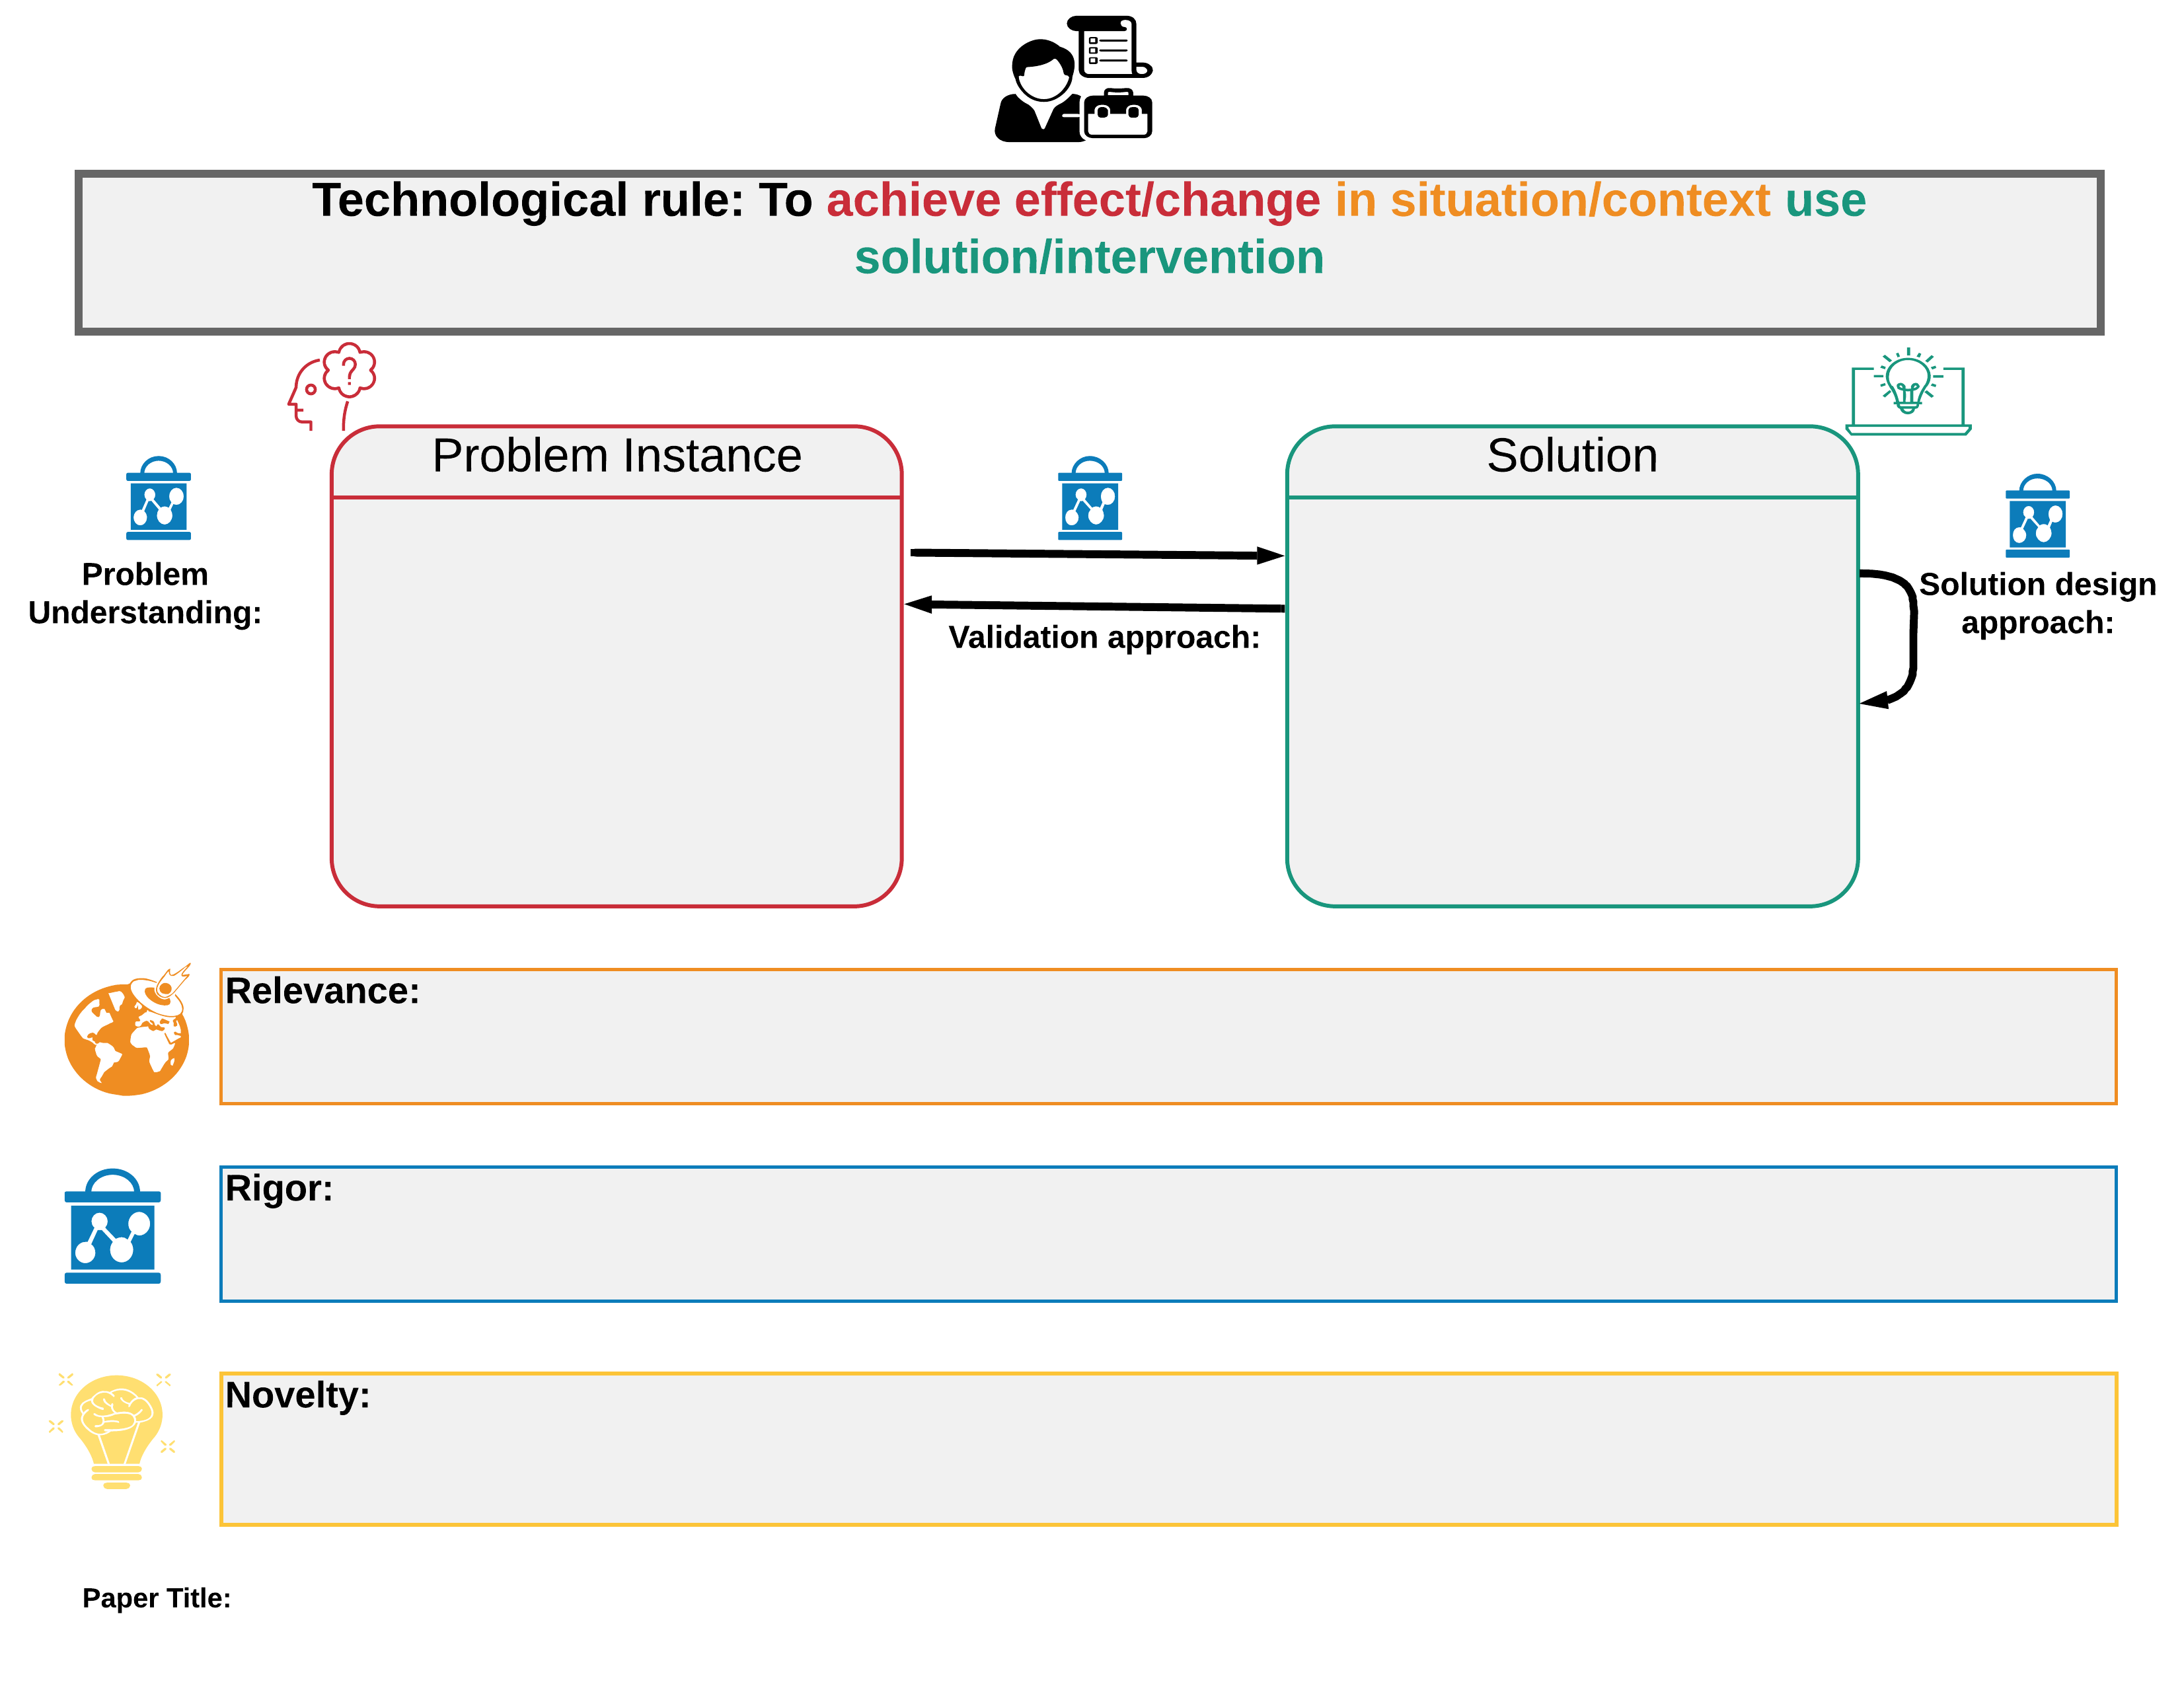 Technological rule: To achieve effect/change in situation/context use
solution/intervention
Problem Instance
Solution
Problem
Understanding:
Validation approach:
Solution design
approach:
Relevance:
Rigor:
Novelty:
Paper Title: